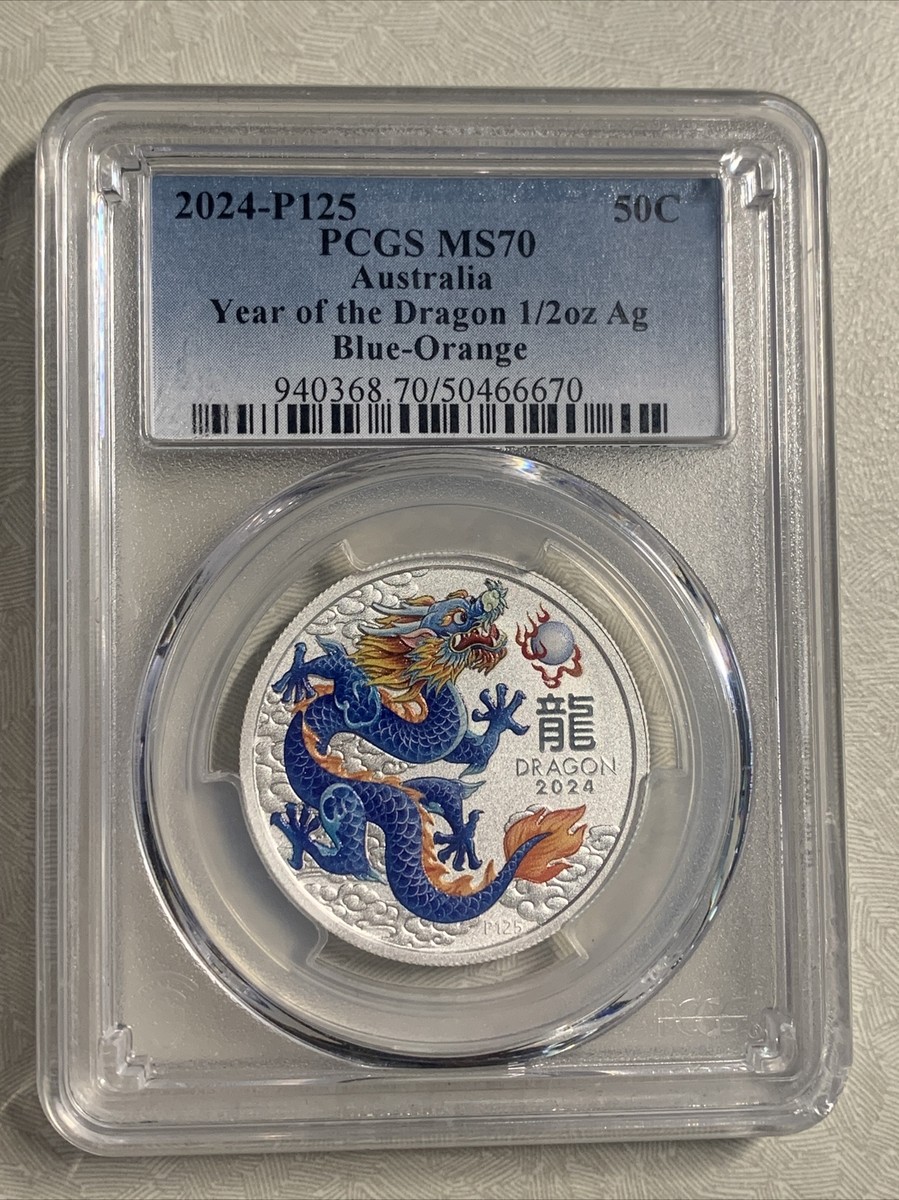 2024-P125 50C
PCGS MS70
Australia
Year of the Dragon 1/2oz Ag
Blue-Orange
940368.70/50466670
龍
DRAGON
2024
P125